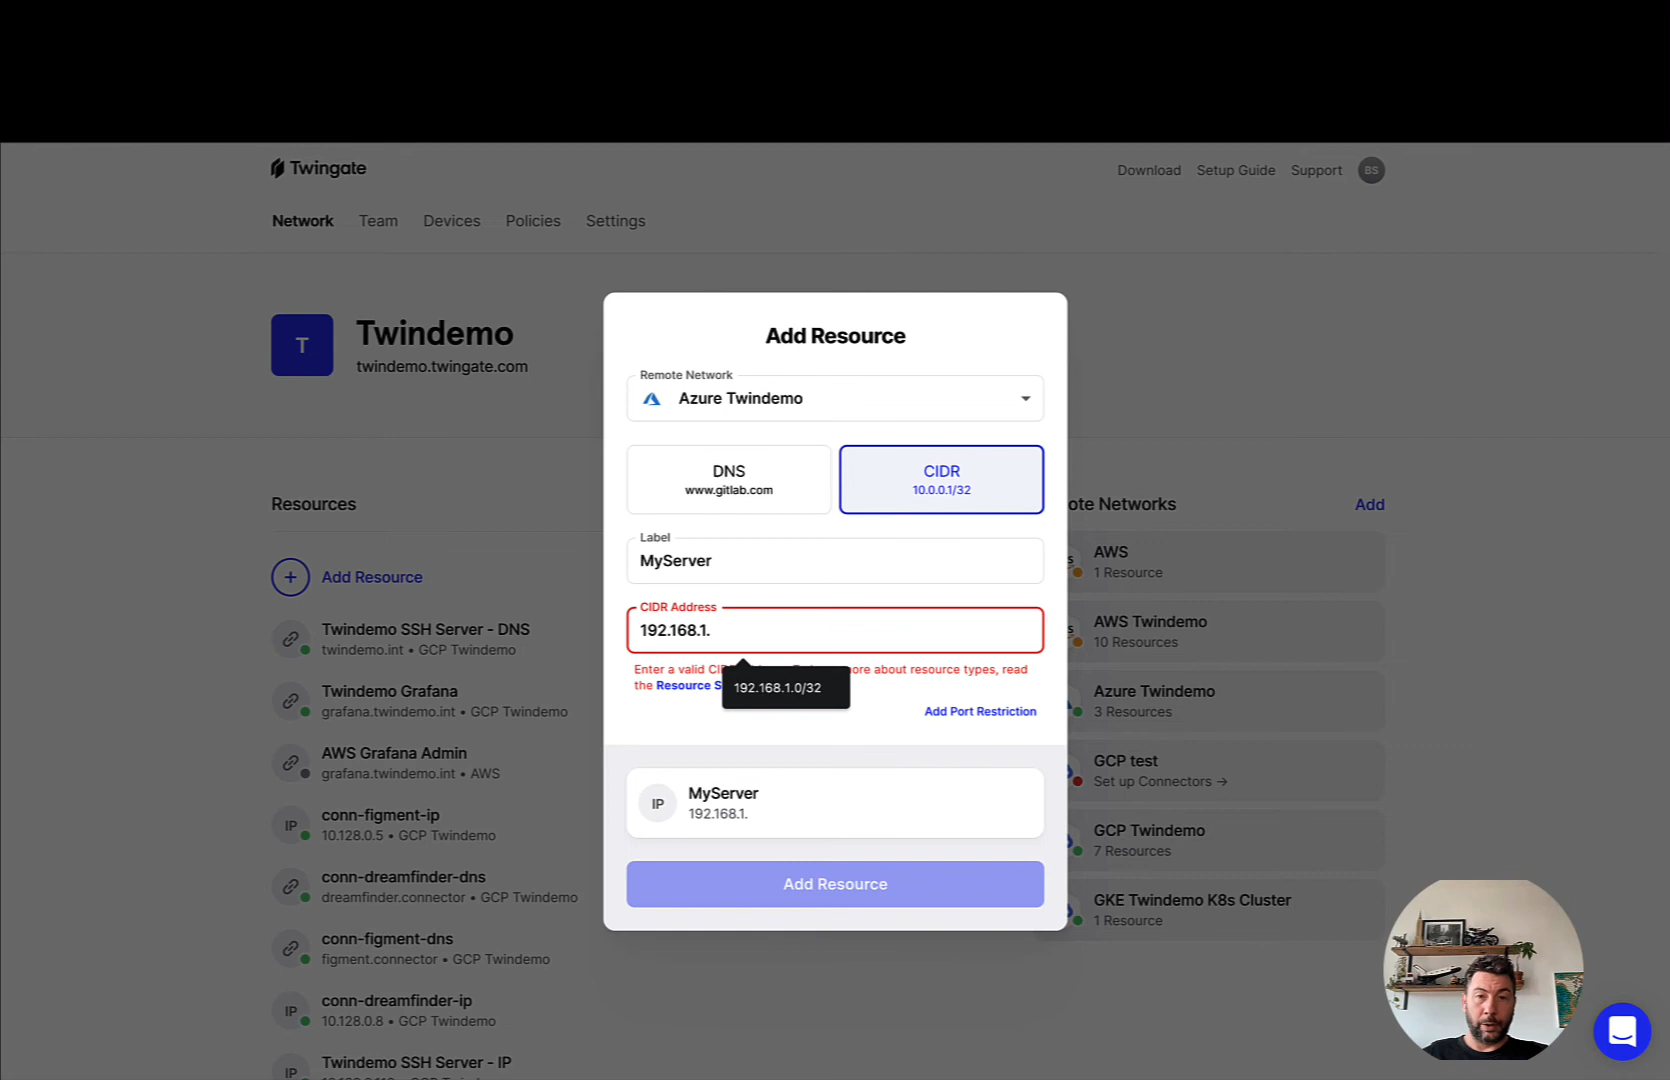 Twingate
Download Setup Guide Support BS
Network Team Devices Policies Settings
T
Twindemo
twindemo.twingate.com
Resources
Add Resource
Twindemo SSH Server - DNS
twindemo.int • GCP Twindemo
Twindemo Grafana
grafana.twindemo.int • GCP Twindemo
AWS Grafana Admin
grafana.twindemo.int • AWS
IP
conn-figment-ip
10.128.0.5 • GCP Twindemo
conn-dreamfinder-dns
dreamfinder.connector • GCP Twindemo
conn-figment-dns
figment.connector • GCP Twindemo
IP
conn-dreamfinder-ip
10.128.0.8 • GCP Twindemo
IP
Twindemo SSH Server - IP
Add Resource
Remote Network
Azure Twindemo
DNS
www.gitlab.com
CIDR
10.0.0.1/32
Label
MyServer
CIDR Address
192.168.1.
Enter a valid about resource types, read
the Resource
192.168.1.0/32
Add Port Restriction
IP
MyServer
192.168.1.
Add Resource
Networks
Add
AWS
1 Resource
AWS Twindemo
10 Resources
Azure Twindemo
3 Resources
GCP test
Set up Connectors →
GCP Twindemo
7 Resources
GKE Twindemo K8s Cluster
1 Resource